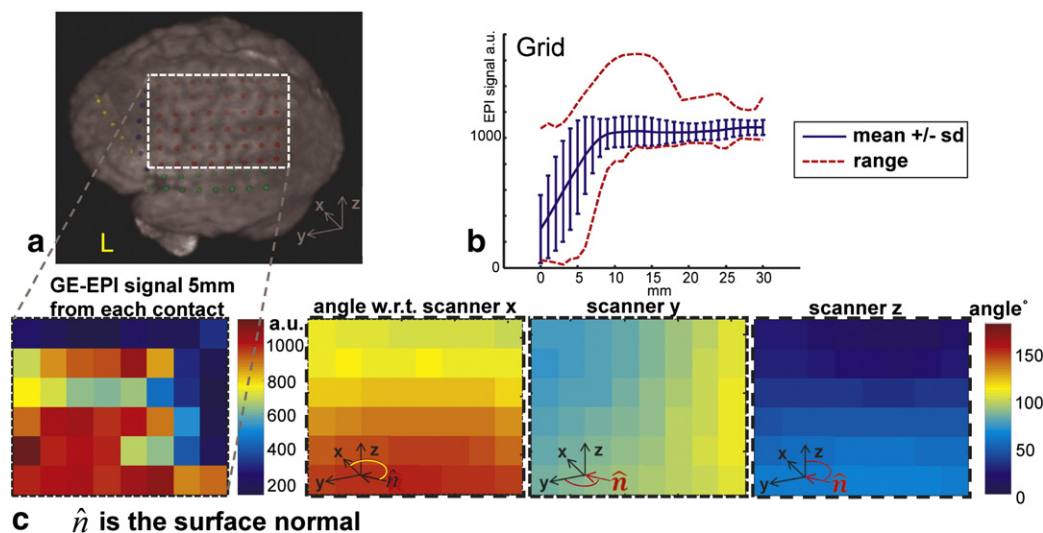 a
L
x
y
z
b
Grid
EPI signal a.u.
1000
0
0 5 10 15 20 25 30
mm
mean +/- sd
range
GE-EPI signal 5mm
from each contact
a.u.
1000
800
600
400
200
angle w.r.t. scanner x
x
y
z
n̂
scanner y
x
y
z
n̂
scanner z
x
y
z
n̂
angle°
150
100
50
0
c n̂ is the surface normal